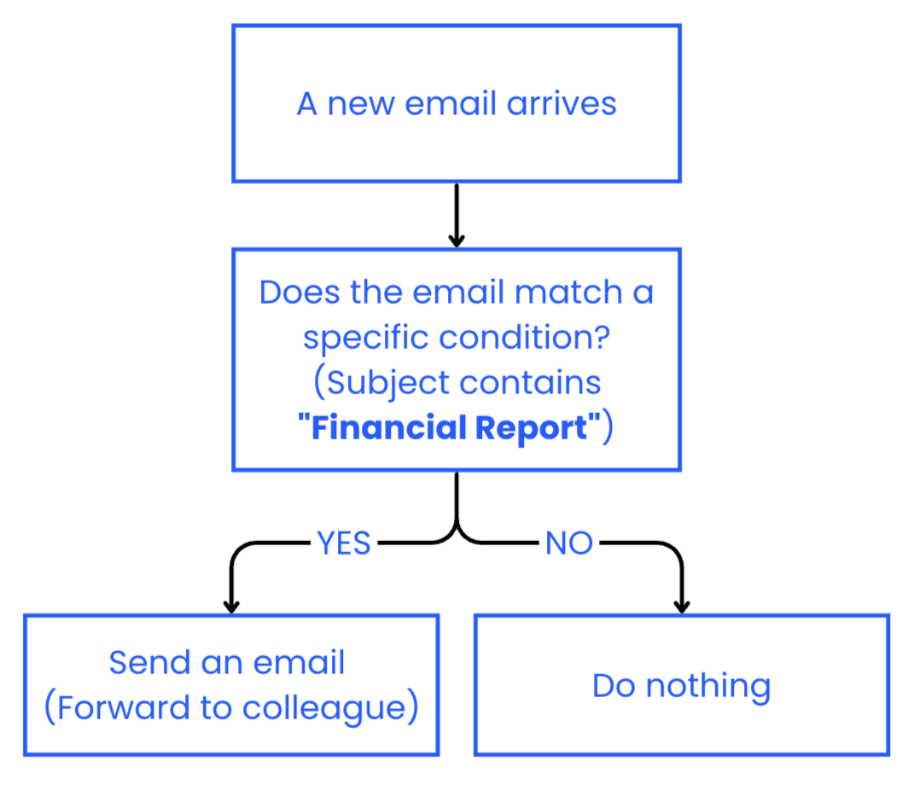 A new email arrives
Does the email match a
specific condition?
(Subject contains
"Financial Report")
YES
NO
Send an email
(Forward to colleague)
Do nothing